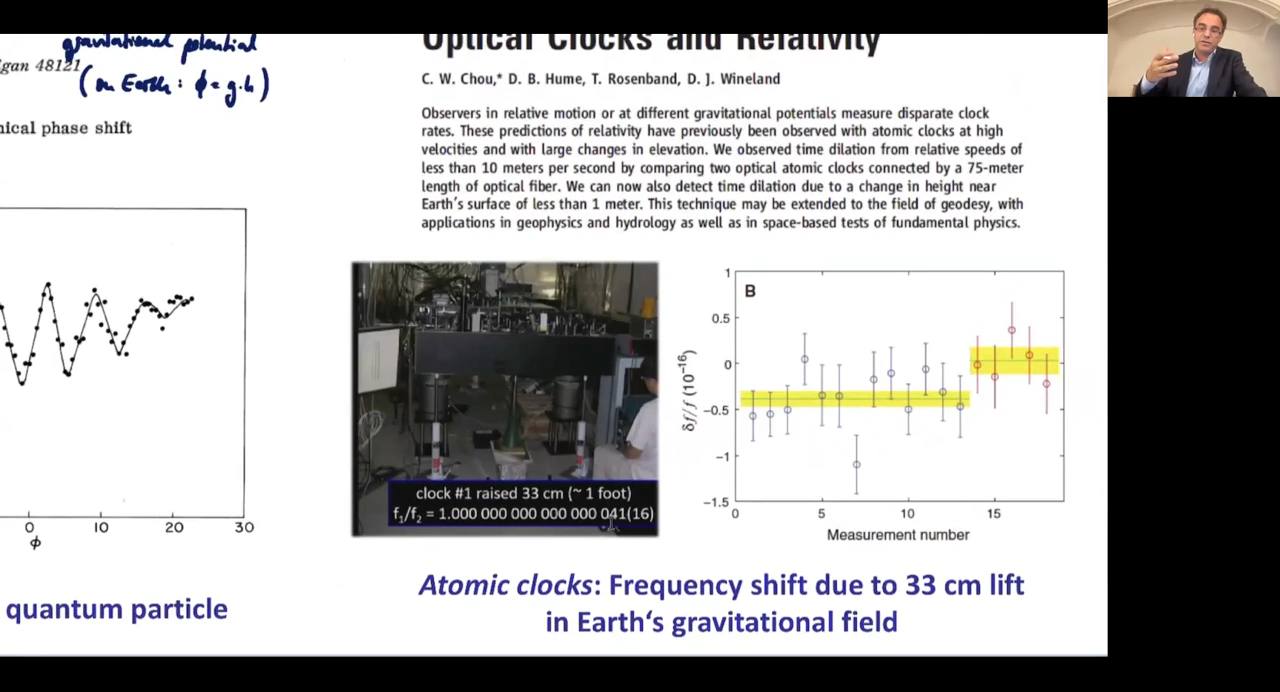 gravitational potential
igan 48121
(on Earth: ϕ = g.h)
nical phase shift
0
10
20
30
ϕ
quantum particle
Optical Clocks and Relativity
C. W. Chou,* D. B. Hume, T. Rosenband, D. J. Wineland
Observers in relative motion or at different gravitational potentials measure disparate clock
rates. These predictions of relativity have previously been observed with atomic clocks at high
velocities and with large changes in elevation. We observed time dilation from relative speeds of
less than 10 meters per second by comparing two optical atomic clocks connected by a 75-meter
length of optical fiber. We can now also detect time dilation due to a change in height near
Earth's surface of less than 1 meter. This technique may be extended to the field of geodesy, with
applications in geophysics and hydrology as well as in space-based tests of fundamental physics.
clock #1 raised 33 cm (~ 1 foot)
f₁/f₂ = 1.000 000 000 000 000 041(16)
B
δf/f (10⁻¹⁶)
1
0.5
0
−0.5
−1
−1.5
0
5
10
15
Measurement number
Atomic clocks: Frequency shift due to 33 cm lift
in Earth‘s gravitational field